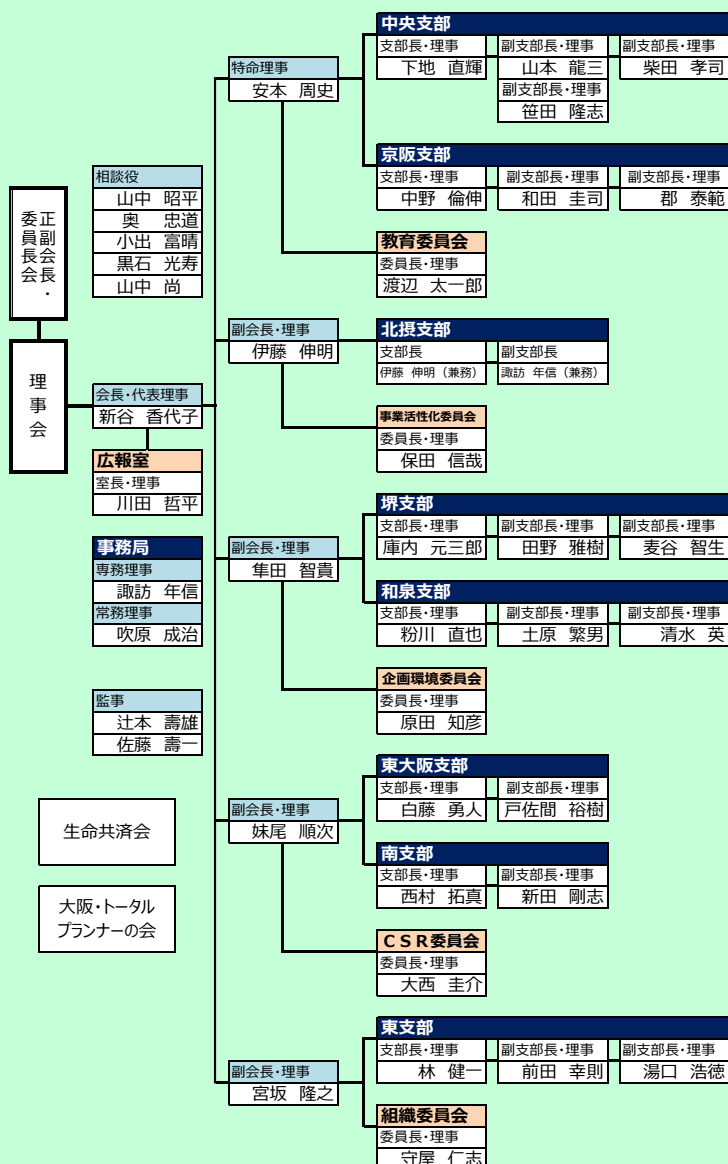 正副会長・
委員長会
理事会
相談役
山中 昭平
奥 忠道
小出 富晴
黒石 光寿
山中 尚
会長・代表理事
新谷 香代子
広報室
室長・理事
川田 哲平
事務局
専務理事
諏訪 年信
常務理事
吹原 成治
監事
辻本 壽雄
佐藤 壽一
生命共済会
大阪・トータル
プランナーの会
特命理事
安本 周史
中央支部
支部長・理事 副支部長・理事 副支部長・理事
下地 直輝 山本 龍三 柴田 孝司
副支部長・理事
笹田 隆志
京阪支部
支部長・理事 副支部長・理事 副支部長・理事
中野 倫伸 和田 圭司 郡 泰範
教育委員会
委員長・理事
渡辺 太一郎
副会長・理事
伊藤 伸明
北摂支部
支部長 副支部長
伊藤 伸明（兼務） 諏訪 年信（兼務）
事業活性化委員会
委員長・理事
保田 信哉
副会長・理事
隼田 智貴
堺支部
支部長・理事 副支部長・理事 副支部長・理事
庫内 元三郎 田野 雅樹 麦谷 智生
和泉支部
支部長・理事 副支部長・理事 副支部長・理事
粉川 直也 土原 繁男 清水 英
企画環境委員会
委員長・理事
原田 知彦
副会長・理事
妹尾 順次
東大阪支部
支部長・理事 副支部長・理事
白藤 勇人 戸佐間 裕樹
南支部
支部長・理事 副支部長・理事
西村 拓真 新田 剛志
ＣＳＲ委員会
委員長・理事
大西 圭介
副会長・理事
宮坂 隆之
東支部
支部長・理事 副支部長・理事 副支部長・理事
林 健一 前田 幸則 湯口 浩徳
組織委員会
委員長・理事
守屋 仁志